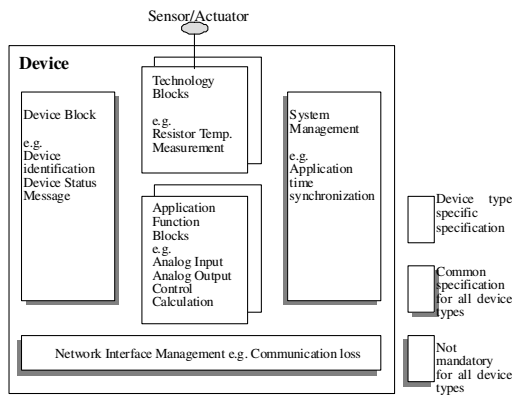 Sensor/Actuator
Device
Technology
Blocks
e.g.
Resistor Temp.
Measurement
Device Block
e.g.
Device
identification
Device Status
Message
System
Management
e.g.
Application
time
synchronization
Application
Function
Blocks
e.g.
Analog Input
Analog Output
Control
Calculation
Network Interface Management e.g. Communication loss
Device type
specific
specification
Common
specification
for all device
types
Not
mandatory
for all device
types